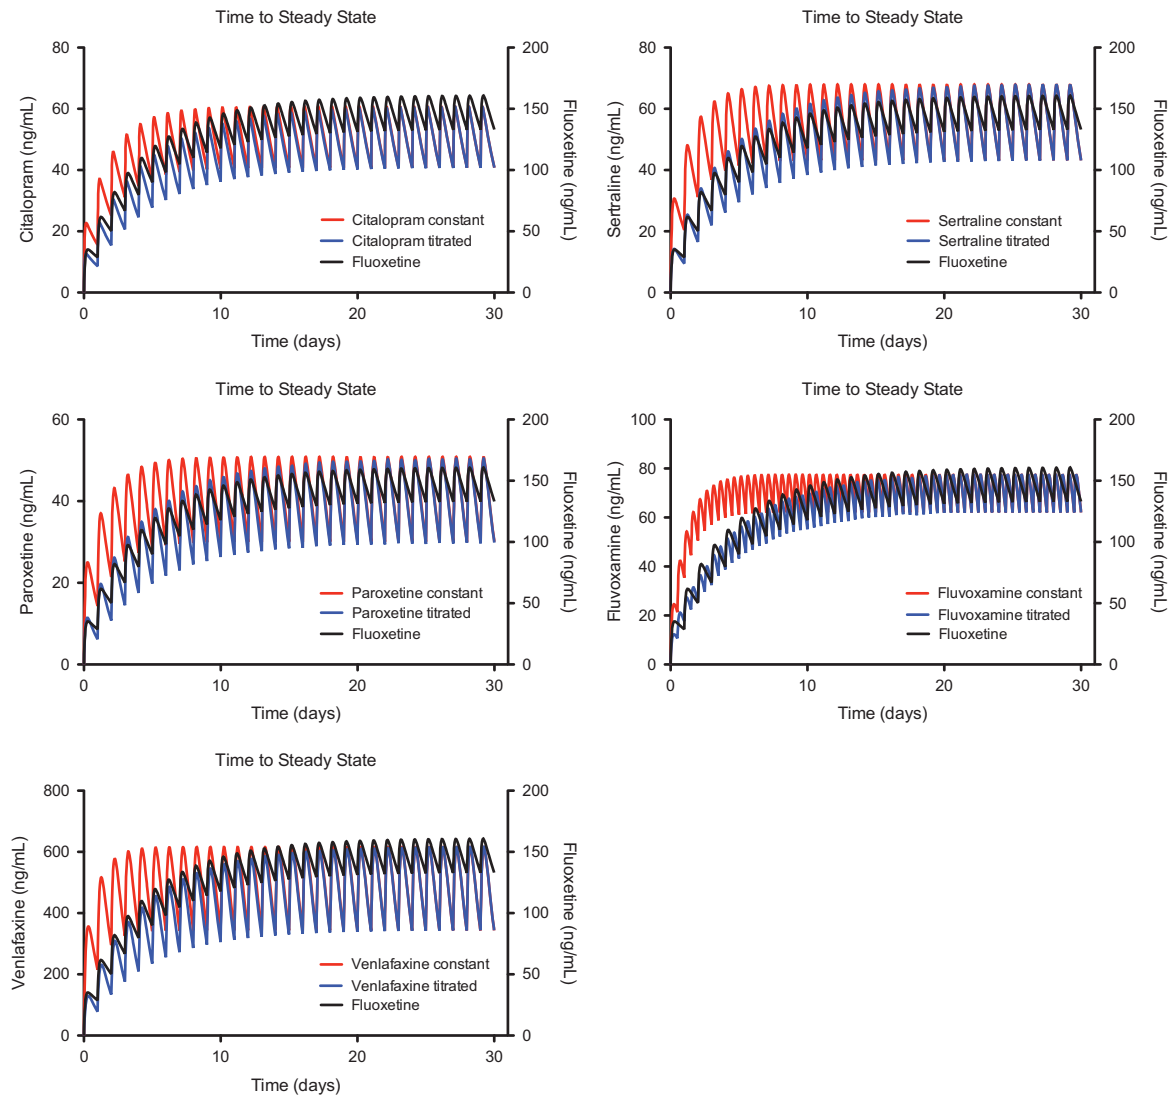 Time to Steady State
80
60
40
20
0
Citalopram (ng/mL)
200
150
100
50
0
Fluoxetine (ng/mL)
Citalopram constant
Citalopram titrated
Fluoxetine
0 10 20 30
Time (days)
Time to Steady State
80
60
40
20
0
Sertraline (ng/mL)
200
150
100
50
0
Fluoxetine (ng/mL)
Sertraline constant
Sertraline titrated
Fluoxetine
0 10 20 30
Time (days)
Time to Steady State
60
40
20
0
Paroxetine (ng/mL)
200
150
100
50
0
Fluoxetine (ng/mL)
Paroxetine constant
Paroxetine titrated
Fluoxetine
0 10 20 30
Time (days)
Time to Steady State
100
80
60
40
20
0
Fluvoxamine (ng/mL)
200
150
100
50
0
Fluoxetine (ng/mL)
Fluvoxamine constant
Fluvoxamine titrated
Fluoxetine
0 10 20 30
Time (days)
Time to Steady State
800
600
400
200
0
Venlafaxine (ng/mL)
200
150
100
50
0
Fluoxetine (ng/mL)
Venlafaxine constant
Venlafaxine titrated
Fluoxetine
0 10 20 30
Time (days)